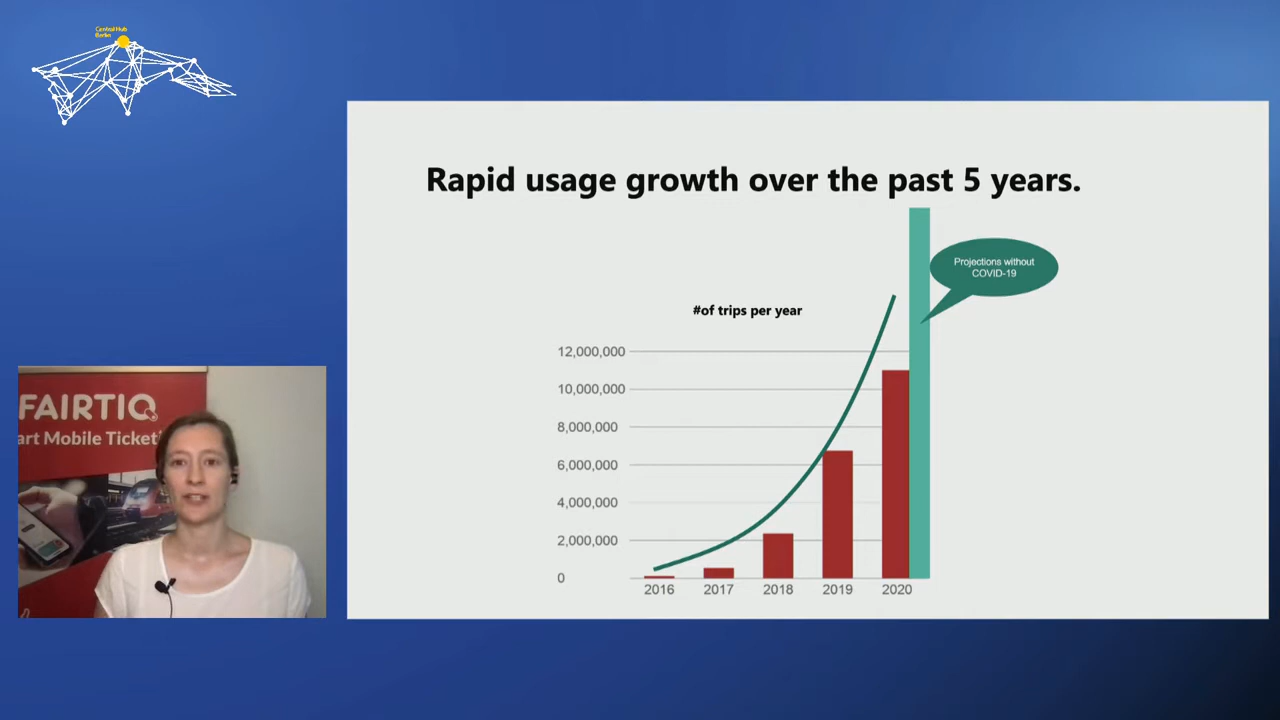 Central Hub
Berlin
Rapid usage growth over the past 5 years.
Projections without
COVID-19
#of trips per year
12,000,000
10,000,000
8,000,000
6,000,000
4,000,000
2,000,000
0
2016
2017
2018
2019
2020
FAIRTIQ
art Mobile Ticketi